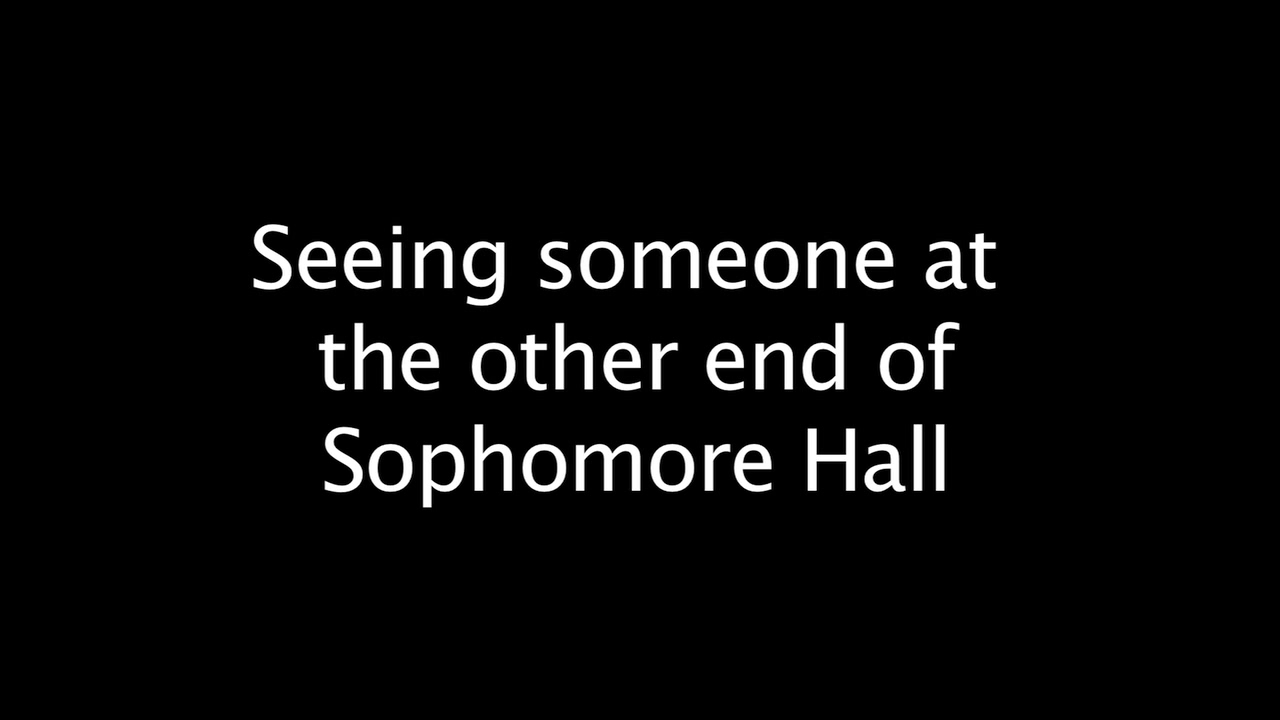 Seeing someone at
the other end of
Sophomore Hall